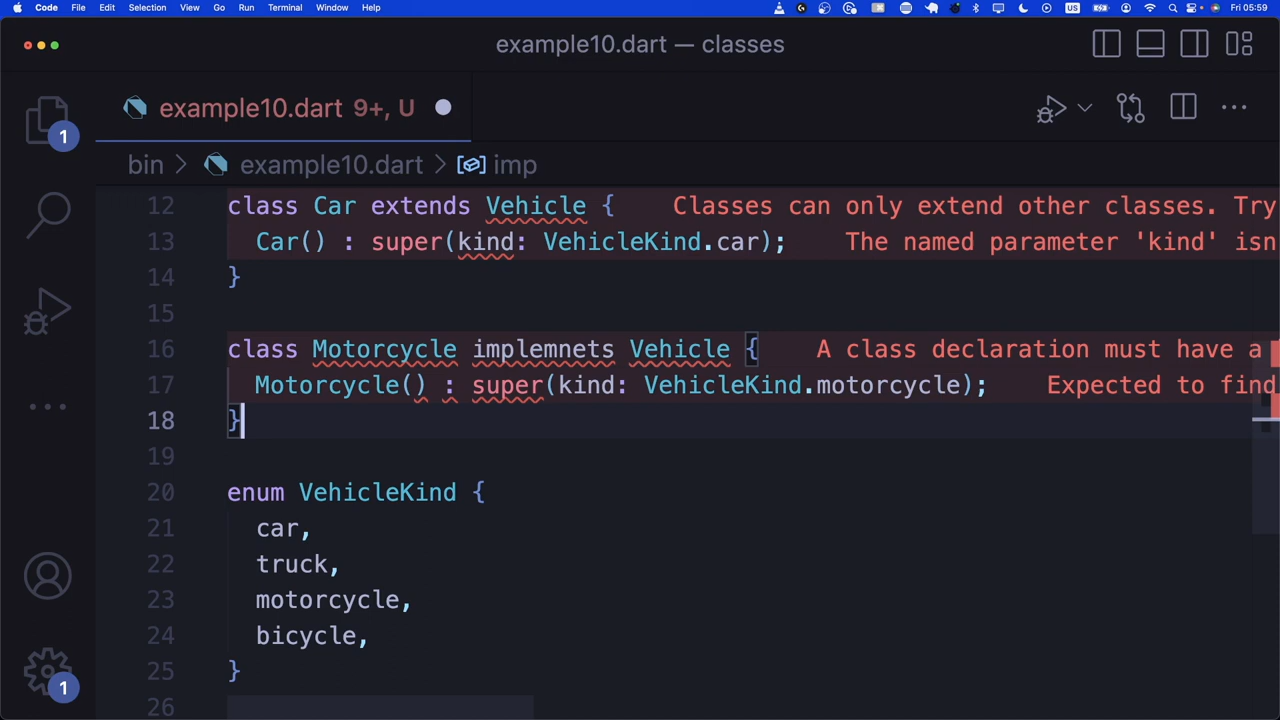 Code File Edit Selection View Go Run Terminal Window Help US Fri 05:59
example10.dart — classes
example10.dart 9+, U
bin > example10.dart > imp
1
12 class Car extends Vehicle { Classes can only extend other classes. Try
13 Car() : super(kind: VehicleKind.car); The named parameter 'kind' isn
14 }
15
16 class Motorcycle implemnets Vehicle { A class declaration must have a
17 Motorcycle() : super(kind: VehicleKind.motorcycle); Expected to find
18 }
19
20 enum VehicleKind {
21 car,
22 truck,
23 motorcycle,
24 bicycle,
25 }
26
1